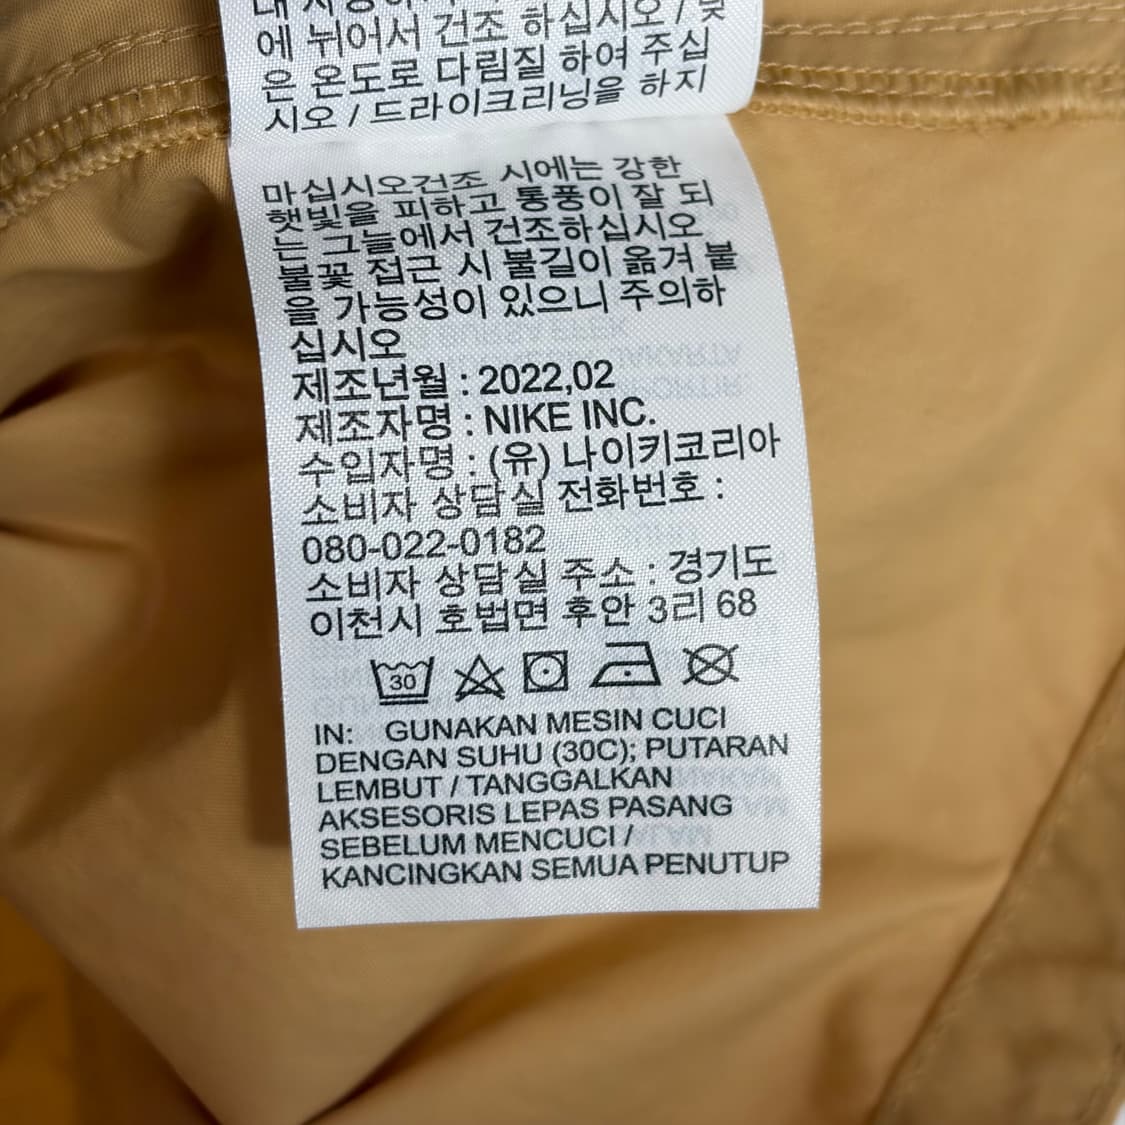 에 뉘어서 건조 하십시오 / 낮
은 온도로 다림질 하여 주십
시오 / 드라이크리닝을 하지
마십시오건조 시에는 강한
햇빛을 피하고 통풍이 잘 되
는 그늘에서 건조하십시오
불꽃 접근 시 불길이 옮겨 붙
을 가능성이 있으니 주의하
십시오
제조년월 : 2022,02
제조자명 : NIKE INC.
수입자명 : (유) 나이키코리아
소비자 상담실 전화번호 :
080-022-0182
소비자 상담실 주소 : 경기도
이천시 호법면 후안 3리 68
30
IN: GUNAKAN MESIN CUCI
DENGAN SUHU (30C); PUTARAN
LEMBUT / TANGGALKAN
AKSESORIS LEPAS PASANG
SEBELUM MENCUCI /
KANCINGKAN SEMUA PENUTUP